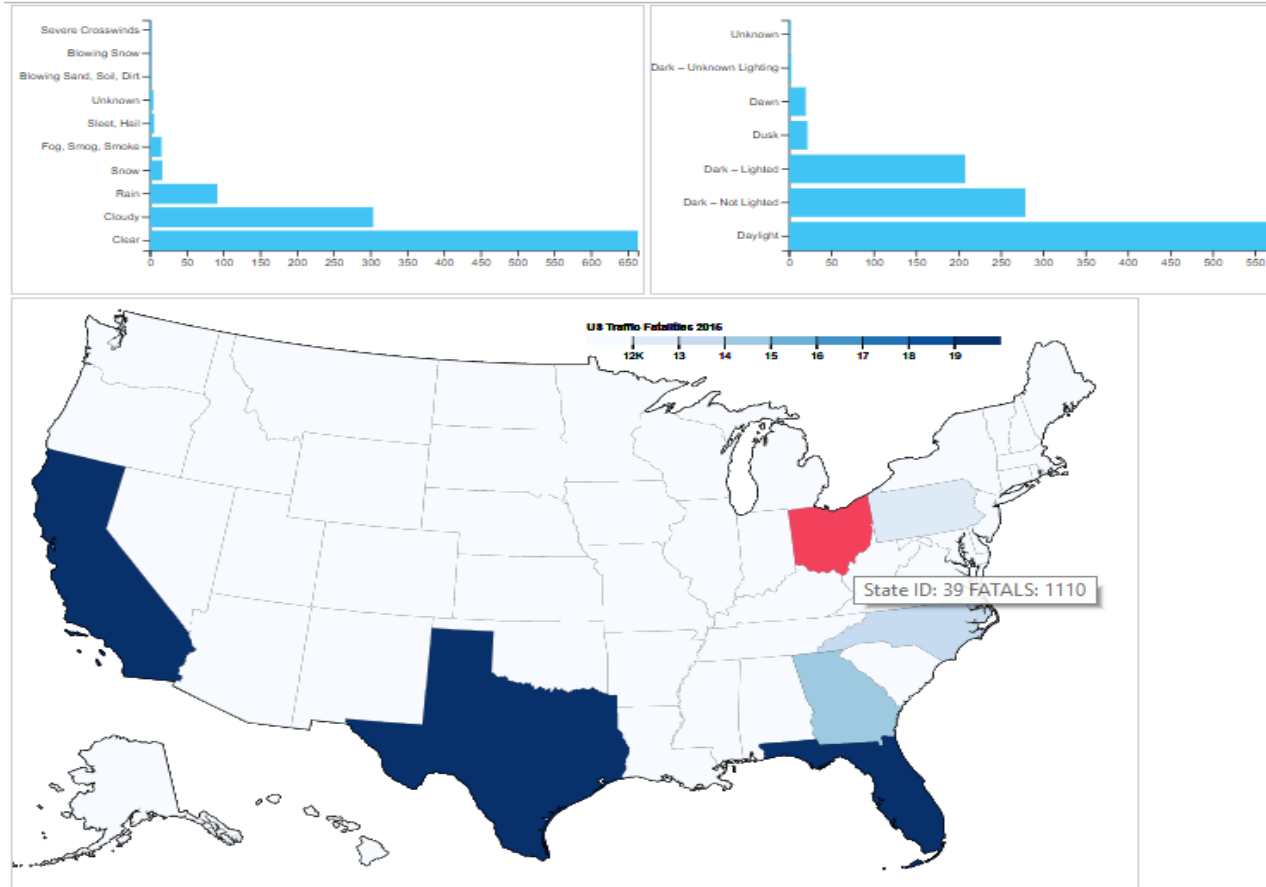 Severe Crosswinds
Blowing Snow
Blowing Sand, Soil, Dirt
Unknown
Sleet, Hail
Fog, Smog, Smoke
Snow
Rain
Cloudy
Clear
0 50 100 150 200 250 300 350 400 450 500 550 600 650
Unknown
Dark – Unknown Lighting
Dawn
Dusk
Dark – Lighted
Dark – Not Lighted
Daylight
0 50 100 150 200 250 300 350 400 450 500 550
US Traffic Fatalities 2015
12K 13 14 15 16 17 18 19
State ID: 39 FATALS: 1110